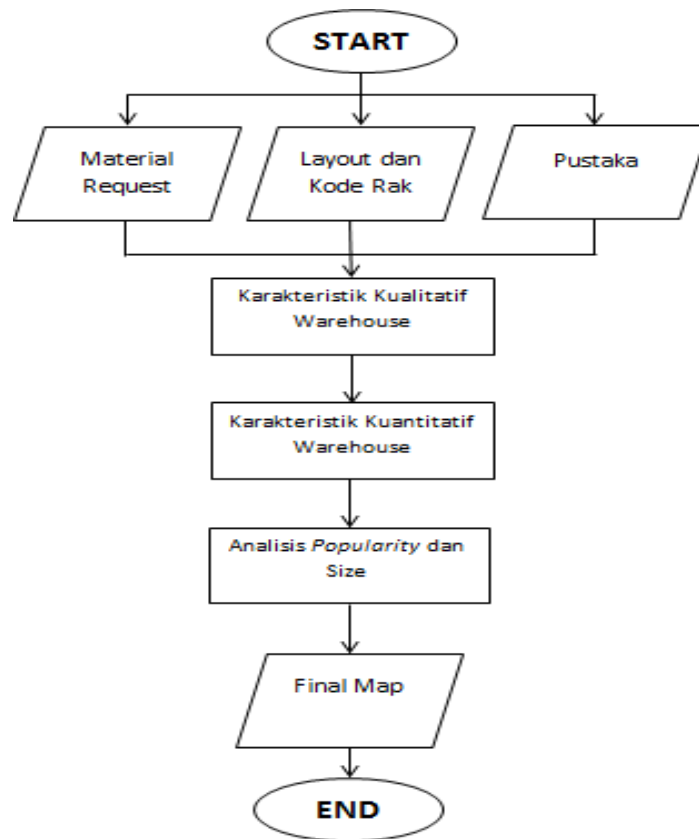 START
Material
Request
Layout dan
Kode Rak
Pustaka
Karakteristik Kualitatif
Warehouse
Karakteristik Kuantitatif
Warehouse
Analisis Popularity dan
Size
Final Map
END